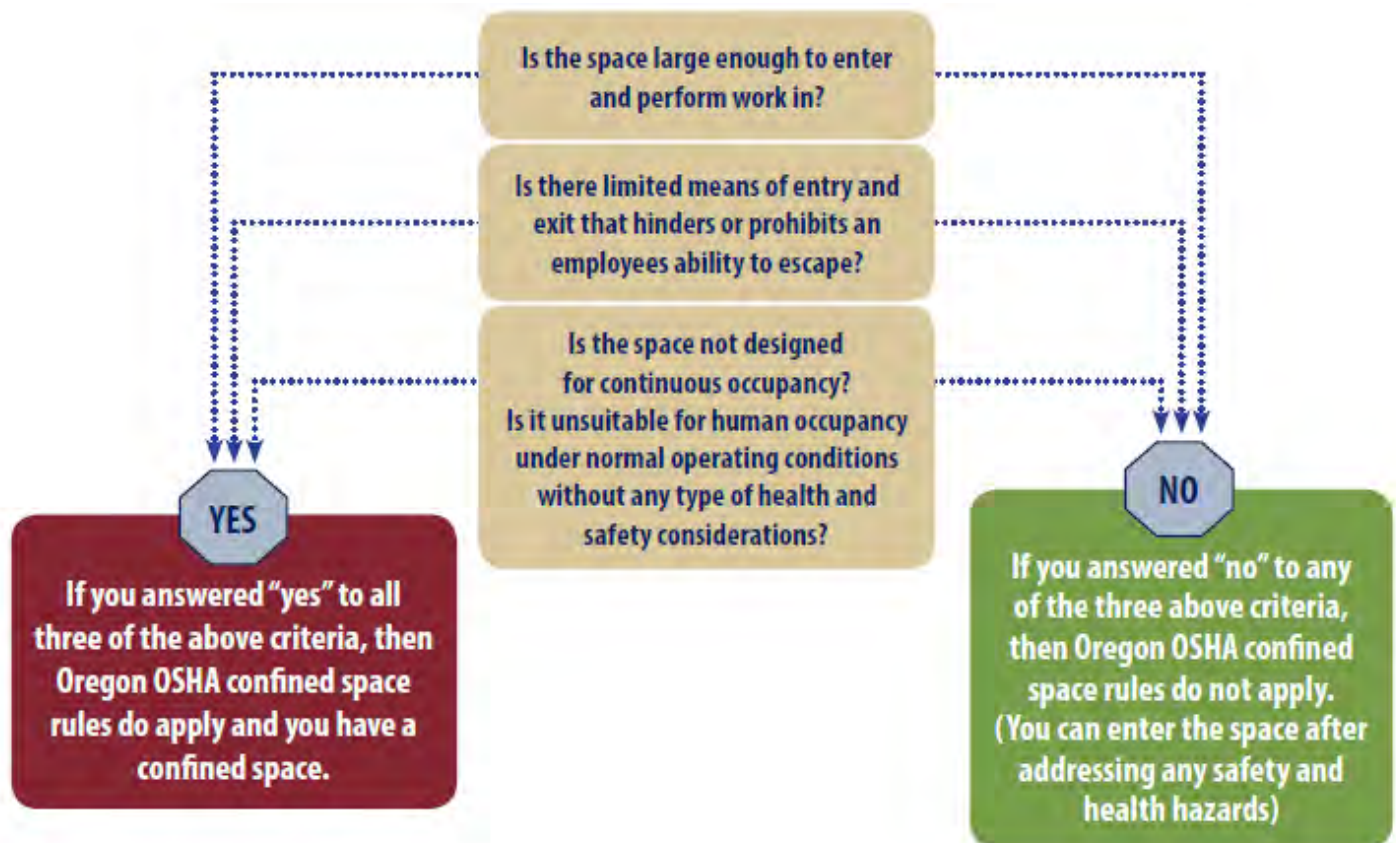 Is the space large enough to enter
and perform work in?
Is there limited means of entry and
exit that hinders or prohibits an
employees ability to escape?
Is the space not designed
for continuous occupancy?
Is it unsuitable for human occupancy
under normal operating conditions
without any type of health and
safety considerations?
YES
If you answered “yes” to all
three of the above criteria, then
Oregon OSHA confined space
rules do apply and you have a
confined space.
NO
If you answered “no” to any
of the three above criteria,
then Oregon OSHA confined
space rules do not apply.
(You can enter the space after
addressing any safety and
health hazards)